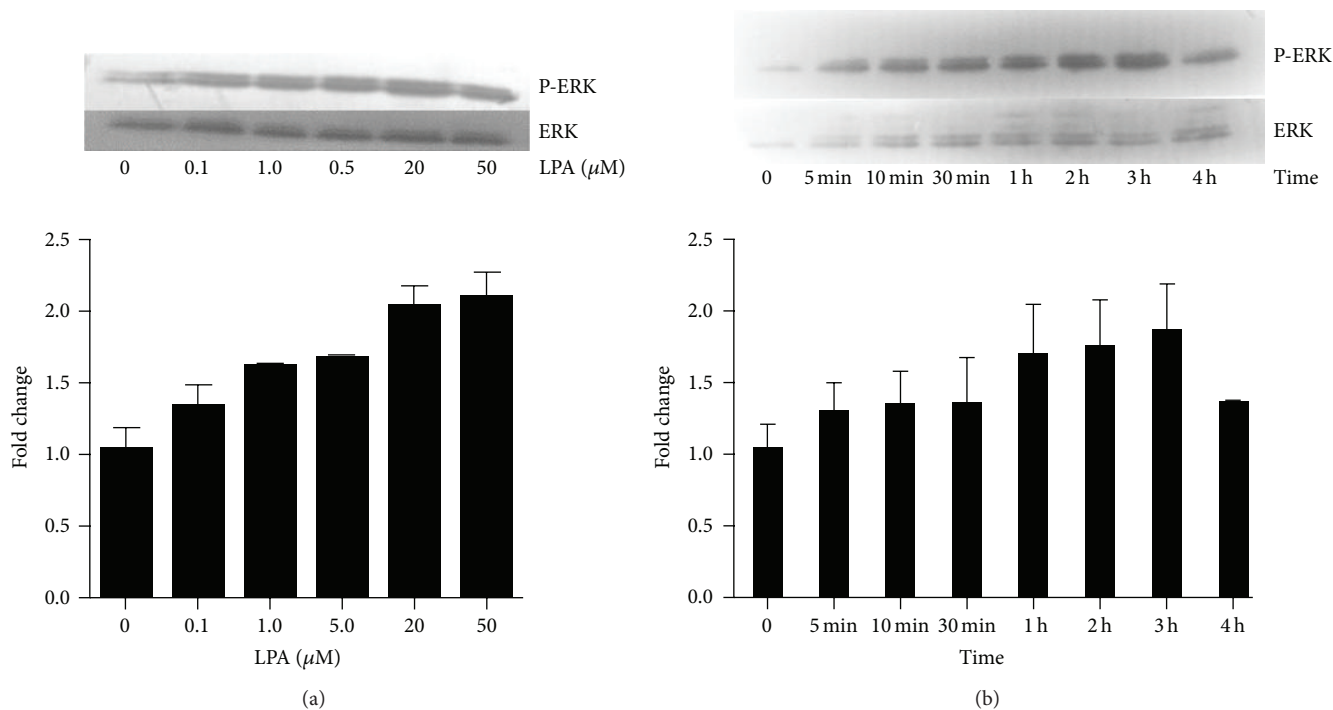 P-ERK
ERK
0 0.1 1.0 0.5 20 50 LPA (μM)
2.5
2.0
1.5
1.0
0.5
0.0
Fold change
0 0.1 1.0 5.0 20 50
LPA (μM)
(a)
P-ERK
ERK
0 5 min 10 min 30 min 1 h 2 h 3 h 4 h Time
2.5
2.0
1.5
1.0
0.5
0.0
Fold change
0 5 min 10 min 30 min 1 h 2 h 3 h 4 h
Time
(b)